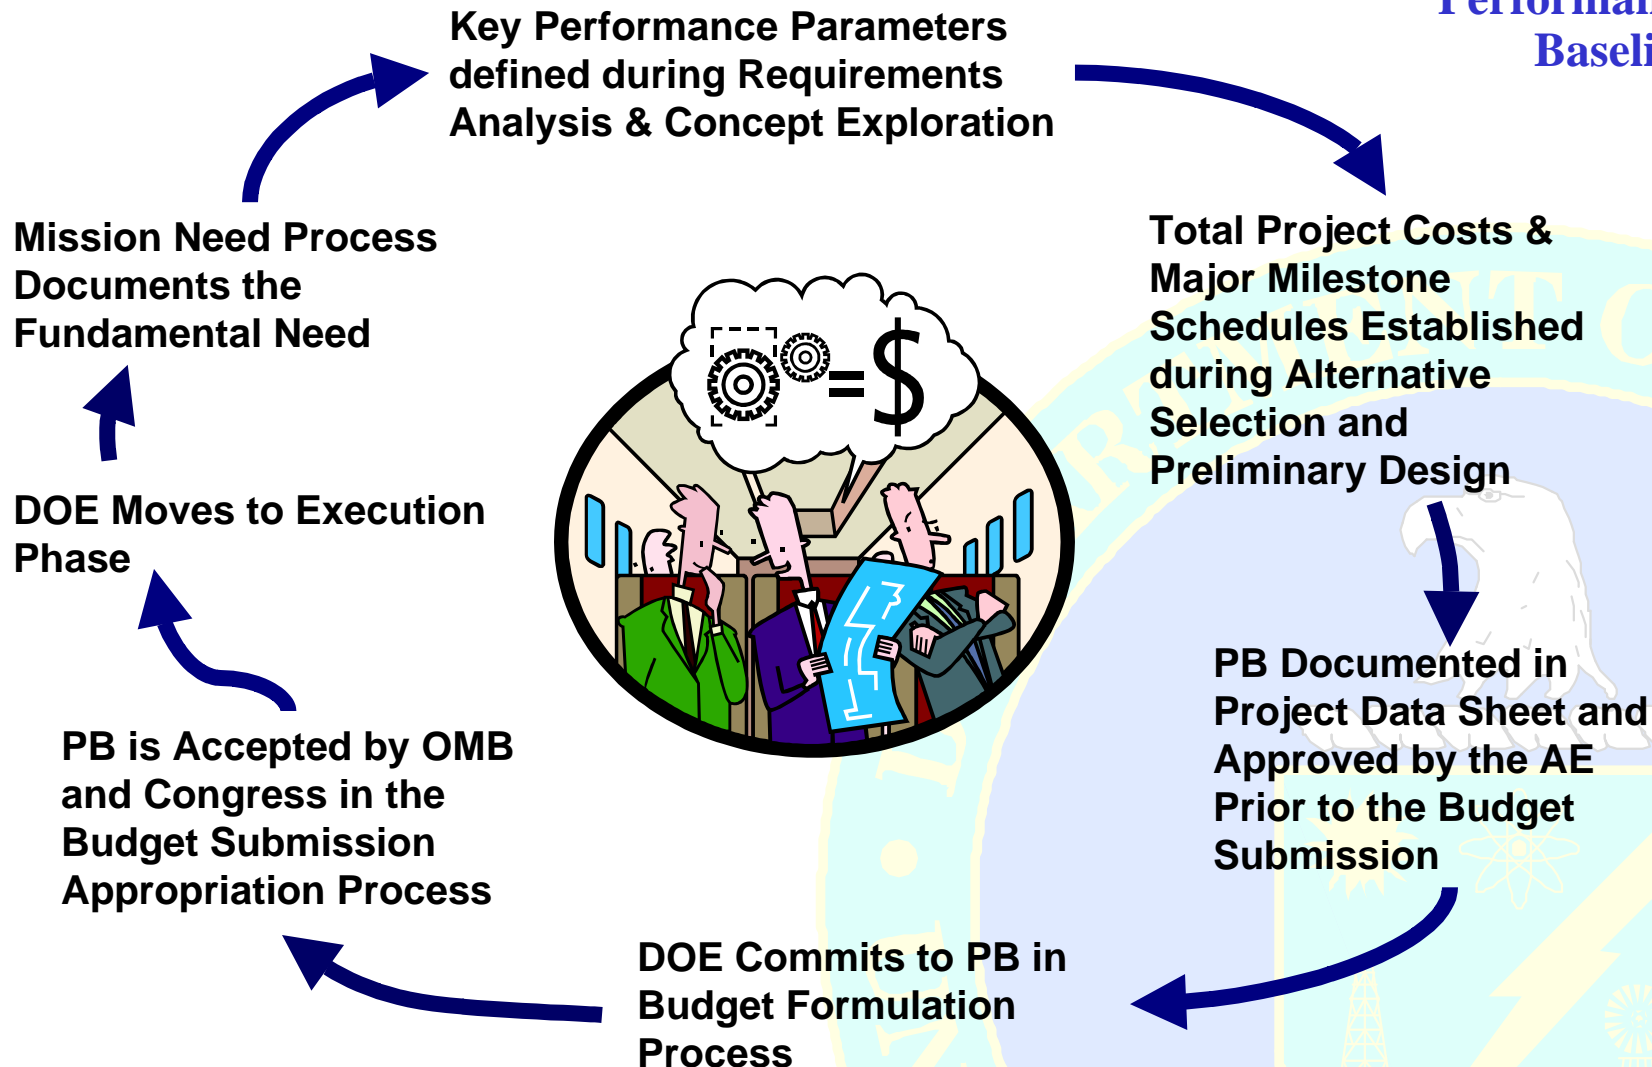 Key Performance Parameters
defined during Requirements
Analysis & Concept Exploration
Baseli
Mission Need Process
Documents the
Fundamental Need
Total Project Costs &
Major Milestone
Schedules Established
during Alternative
Selection and
Preliminary Design
=$
DOE Moves to Execution
Phase
PB Documented in
Project Data Sheet and
Approved by the AE
Prior to the Budget
Submission
PB is Accepted by OMB
and Congress in the
Budget Submission
Appropriation Process
DOE Commits to PB in
Budget Formulation
Process